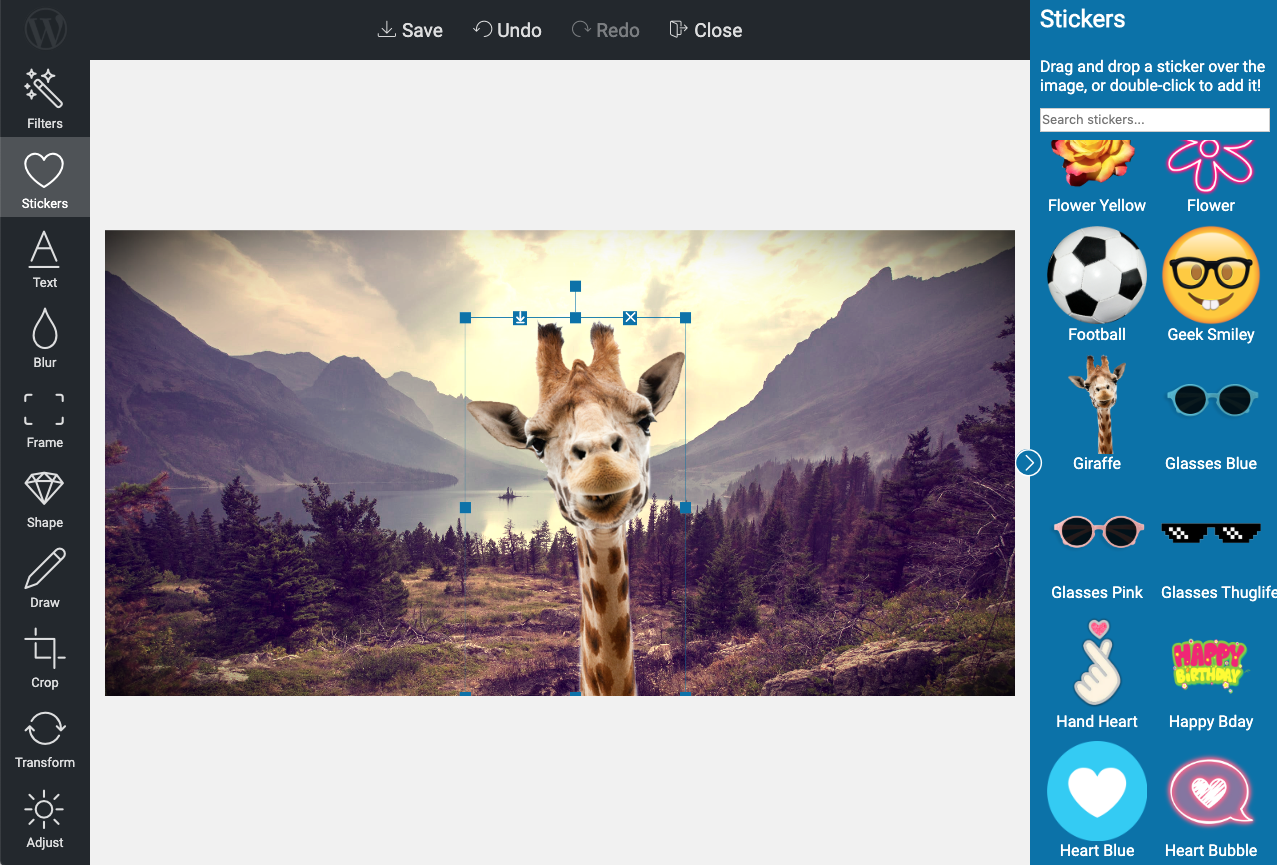 Save
Undo
Redo
Close
Filters
Stickers
Text
Blur
Frame
Shape
Draw
Crop
Transform
Adjust
Stickers
Drag and drop a sticker over the
image, or double-click to add it!
Search stickers...
Flower Yellow
Flower
Football
Geek Smiley
Giraffe
Glasses Blue
Glasses Pink
Glasses Thuglife
HAPPY
BIRTHDAY
Hand Heart
Happy Bday
Heart Blue
Heart Bubble